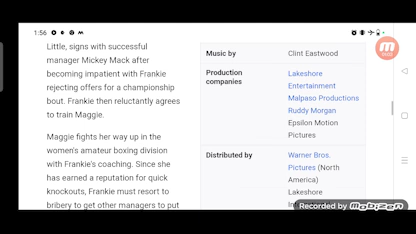 1:56
Little, signs with successful
manager Mickey Mack after
becoming impatient with Frankie
rejecting offers for a championship
bout. Frankie then reluctantly agrees
to train Maggie.
Maggie fights her way up in the
women's amateur boxing division
with Frankie's coaching. Since she
has earned a reputation for quick
knockouts, Frankie must resort to
bribery to get other managers to put
Music by Clint Eastwood
Production companies
Lakeshore
Entertainment
Malpaso Productions
Ruddy Morgan
Epsilon Motion
Pictures
Distributed by
Warner Bros.
Pictures (North
America)
Lakeshore
Recorded by MOBIZEN